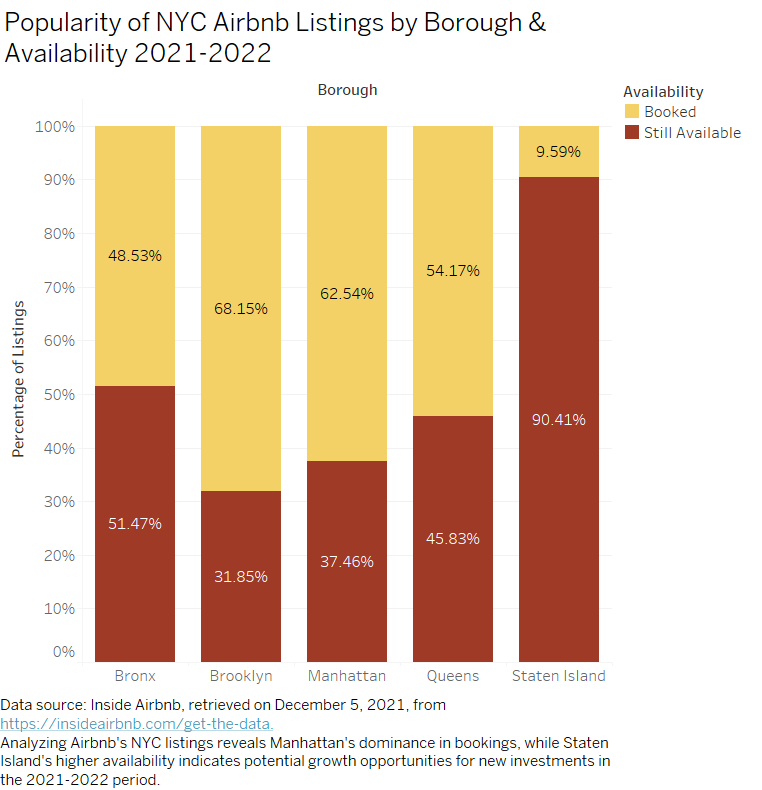 Popularity of NYC Airbnb Listings by Borough &
Availability 2021-2022
Borough
Availability
Booked
Still Available
Percentage of Listings
100%
90%
80%
70%
60%
50%
40%
30%
20%
10%
0%
48.53%
51.47%
68.15%
31.85%
62.54%
37.46%
54.17%
45.83%
9.59%
90.41%
Bronx
Brooklyn
Manhattan
Queens
Staten Island
Data source: Inside Airbnb, retrieved on December 5, 2021, from
https://insideairbnb.com/get-the-data.
Analyzing Airbnb's NYC listings reveals Manhattan's dominance in bookings, while Staten
Island's higher availability indicates potential growth opportunities for new investments in
the 2021-2022 period.